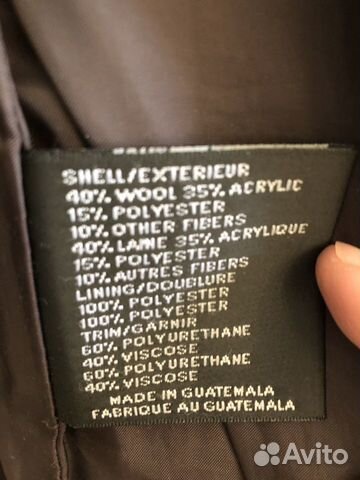 SHELL/EXTERIEUR
40% WOOL 35% ACRYLIC
15% POLYESTER
10% OTHER FIBERS
40% LAINE 35% ACRYLIQUE
15% POLYESTER
10% AUTRES FIBERS
LINING/DOUBLURE
100% POLYESTER
100% POLYESTER
TRIM/GARNIR
60% POLYURETHANE
40% VISCOSE
60% POLYURETHANE
40% VISCOSE
MADE IN GUATEMALA
FABRIQUE AU GUATEMALA
Avito